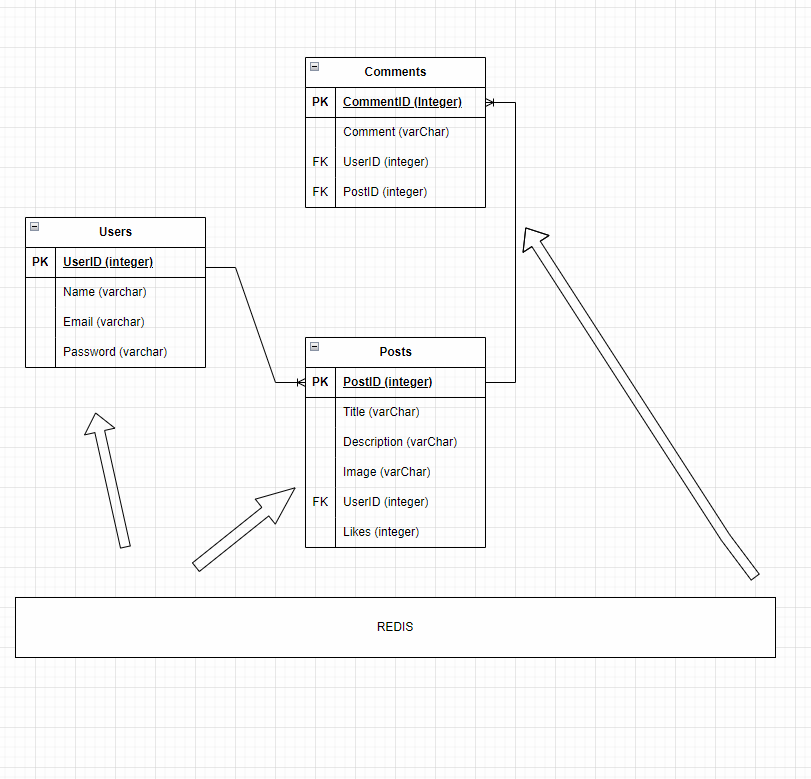 Comments
PK CommentID (Integer)
Comment (varChar)
FK UserID (integer)
FK PostID (integer)
Users
PK UserID (integer)
Name (varchar)
Email (varchar)
Password (varchar)
Posts
PK PostID (integer)
Title (varChar)
Description (varChar)
Image (varChar)
FK UserID (integer)
Likes (integer)
REDIS